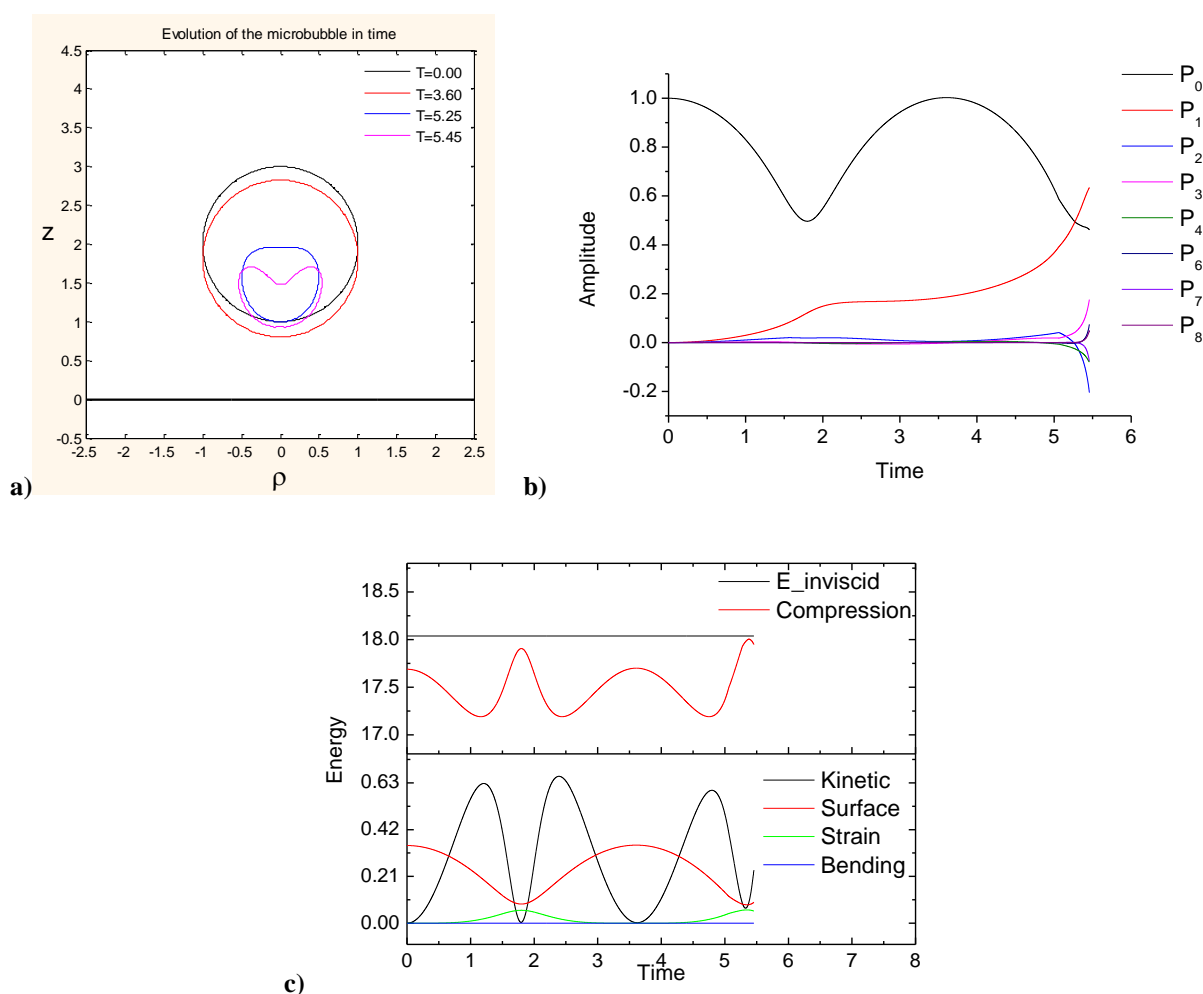 Evolution of the microbubble in time
4.5
4
3.5
3
2.5
2
1.5
1
0.5
0
-0.5
z
T=0.00
T=3.60
T=5.25
T=5.45
-2.5 -2 -1.5 -1 -0.5 0 0.5 1 1.5 2 2.5
ρ
a)
1.0
0.8
0.6
0.4
0.2
0.0
-0.2
Amplitude
0 1 2 3 4 5 6
Time
P0
P1
P2
P3
P4
P6
P7
P8
b)
18.5
18.0
17.5
17.0
E_inviscid
Compression
Energy
0.63
0.42
0.21
0.00
Kinetic
Surface
Strain
Bending
0 1 2 3 4 5 6 7 8
Time
c)